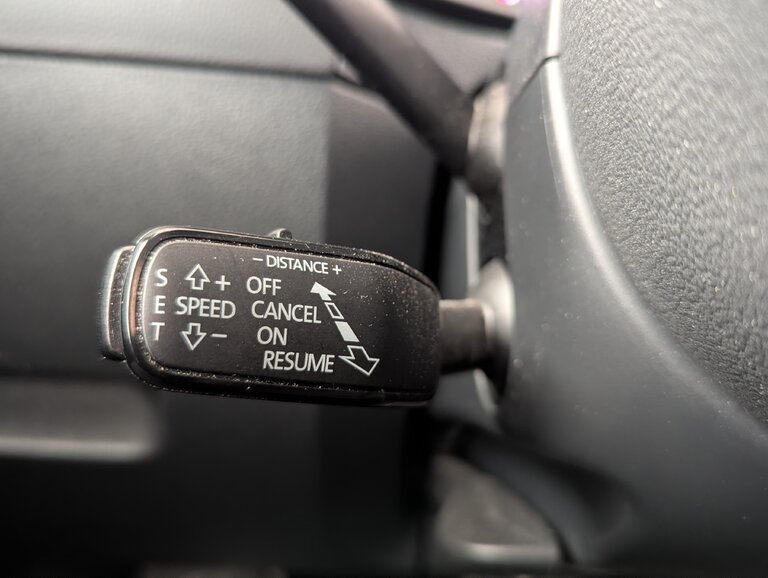 − DISTANCE +
S ⇧ + OFF
E SPEED CANCEL
T ⇩ − ON
RESUME